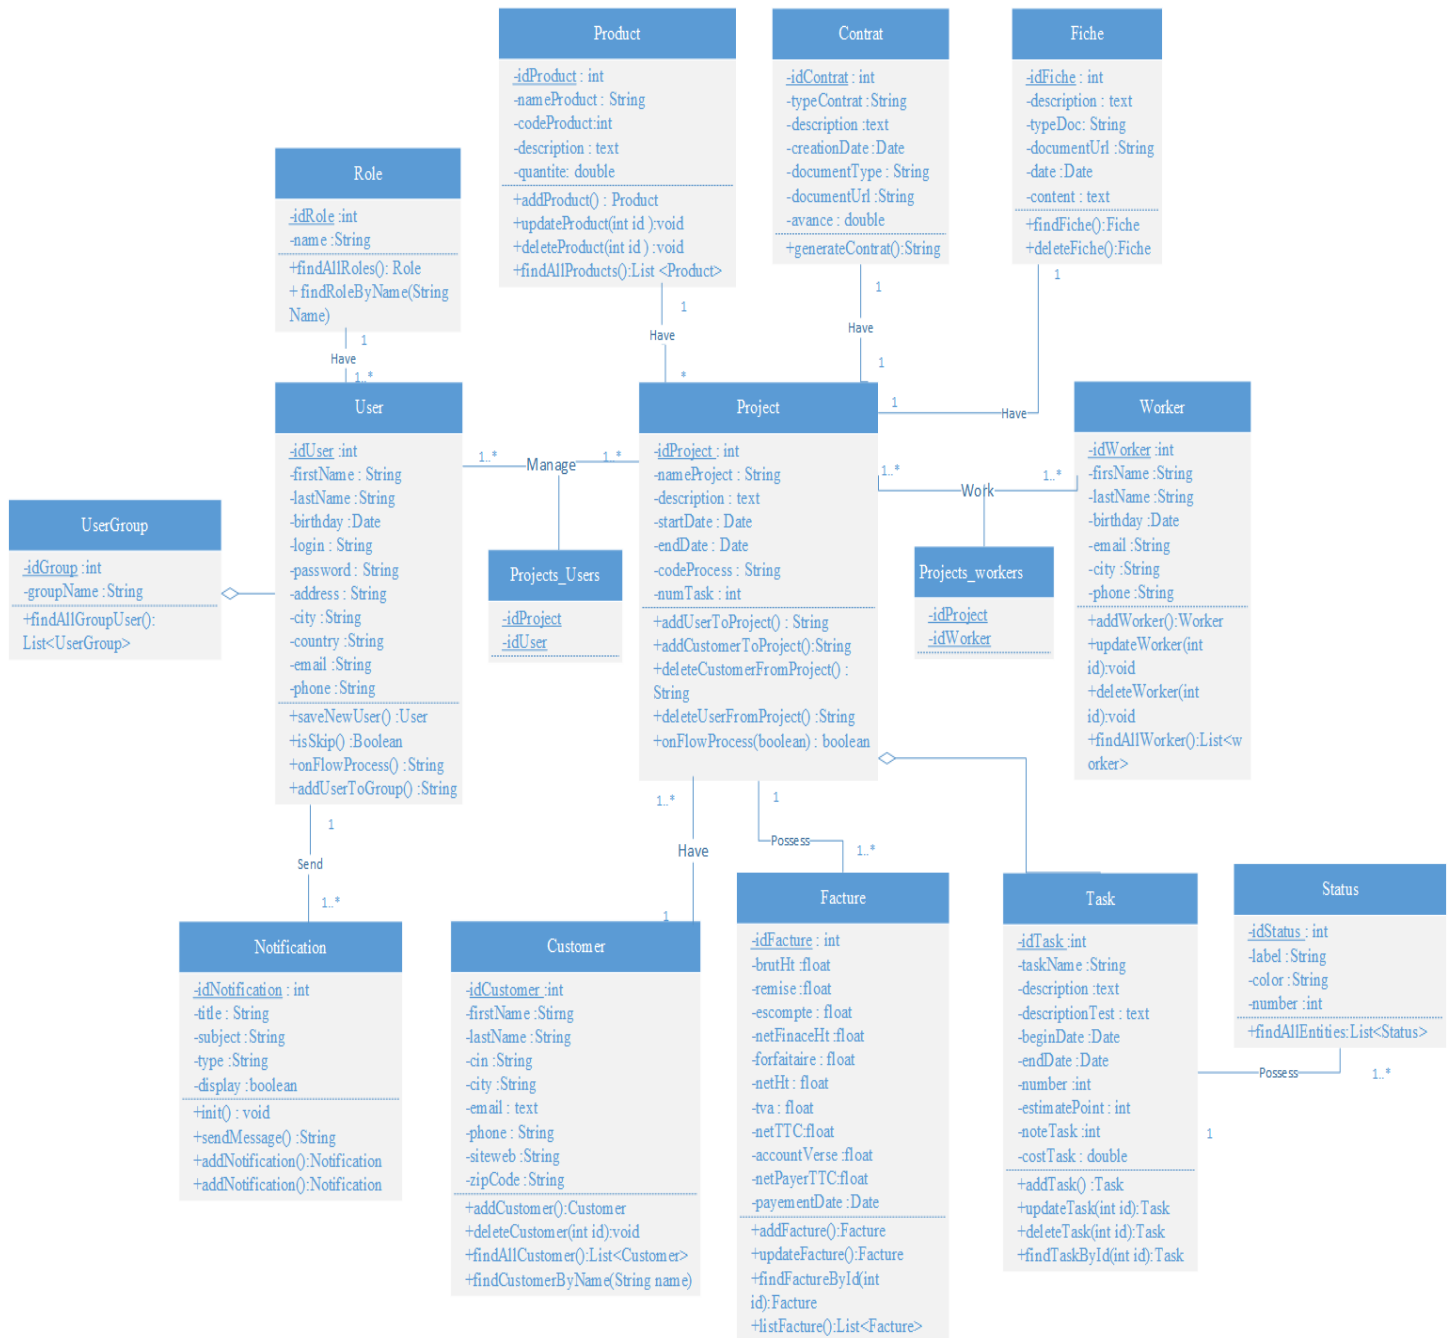 Product
-idProduct : int
-nameProduct : String
-codeProduct:int
-description : text
-quantite: double
+addProduct() : Product
+updateProduct(int id ):void
+deleteProduct(int id ) :void
+findAllProducts():List <Product>
1
Have
*
Contrat
-idContrat : int
-typeContrat :String
-description :text
-creationDate :Date
-documentType : String
-documentUrl :String
-avance : double
+generateContrat():String
1
Have
1
Fiche
-idFiche : int
-description : text
-typeDoc: String
-documentUrl :String
-date :Date
-content : text
+findFiche():Fiche
+deleteFiche():Fiche
1
Have
1
Role
-idRole :int
-name :String
+findAllRoles(): Role
+ findRoleByName(String
Name)
1
Have
1..*
User
-idUser :int
-firstName : String
-lastName : String
-birthday :Date
-login : String
-password : String
-address : String
-city : String
-country :String
-email : String
-phone : String
+saveNewUser() :User
+isSkip() :Boolean
+onFlowProcess() :String
+addUserToGroup() :String
1..*
Manage
1..*
Project
-idProject : int
-nameProject : String
-description : text
-startDate : Date
-endDate : Date
-codeProcess : String
-numTask : int
+addUserToProject() : String
+addCustomerToProject():String
+deleteCustomerFromProject() :
String
+deleteUserFromProject() :String
+onFlowProcess(boolean) : boolean
1..*
Work
1..*
Worker
-idWorker :int
-firsName : String
-lastName :String
-birthday :Date
-email :String
-city :String
-phone :String
+addWorker():Worker
+updateWorker(int
id):void
+deleteWorker(int
id):void
+findAllWorker():List<w
orker>
UserGroup
-idGroup :int
-groupName :String
+findAllGroupUser():
List<UserGroup>
Projects_Users
-idProject
-idUser
Projects_workers
-idProject
-idWorker
1
Send
1..*
1..*
Have
1
1
Possess
1..*
Notification
-idNotification : int
-title : String
-subject :String
-type :String
-display :boolean
+init() : void
+sendMessage() :String
+addNotification():Notification
+addNotification():Notification
Customer
-idCustomer :int
-firstName :Stirng
-lastName :String
-cin :String
-city :String
-email : text
-phone : String
-siteweb :String
-zipCode :String
+addCustomer():Customer
+deleteCustomer(int id):void
+findAllCustomer():List<Customer>
+findCustomerByName(String name)
Facture
-idFacture : int
-brutHt :float
-remise :float
-escompte : float
-netFinaceHt :float
-forfaitaire : float
-netHt : float
-tva : float
-netTTC:float
-accountVerse :float
-netPayerTTC:float
-payementDate :Date
+addFacture():Facture
+updateFacture():Facture
+findFactureById(int
id):Facture
+listFacture():List<Facture>
Task
-idTask :int
-taskName :String
-description :text
-descriptionTest : text
-beginDate :Date
-endDate :Date
-number :int
-estimatePoint : int
-noteTask :int
-costTask : double
+addTask() :Task
+updateTask(int id):Task
+deleteTask(int id):Task
+findTaskById(int id):Task
Status
-idStatus : int
-label :String
-color :String
-number :int
+findAllEntities:List<Status>
Possess
1..*
1